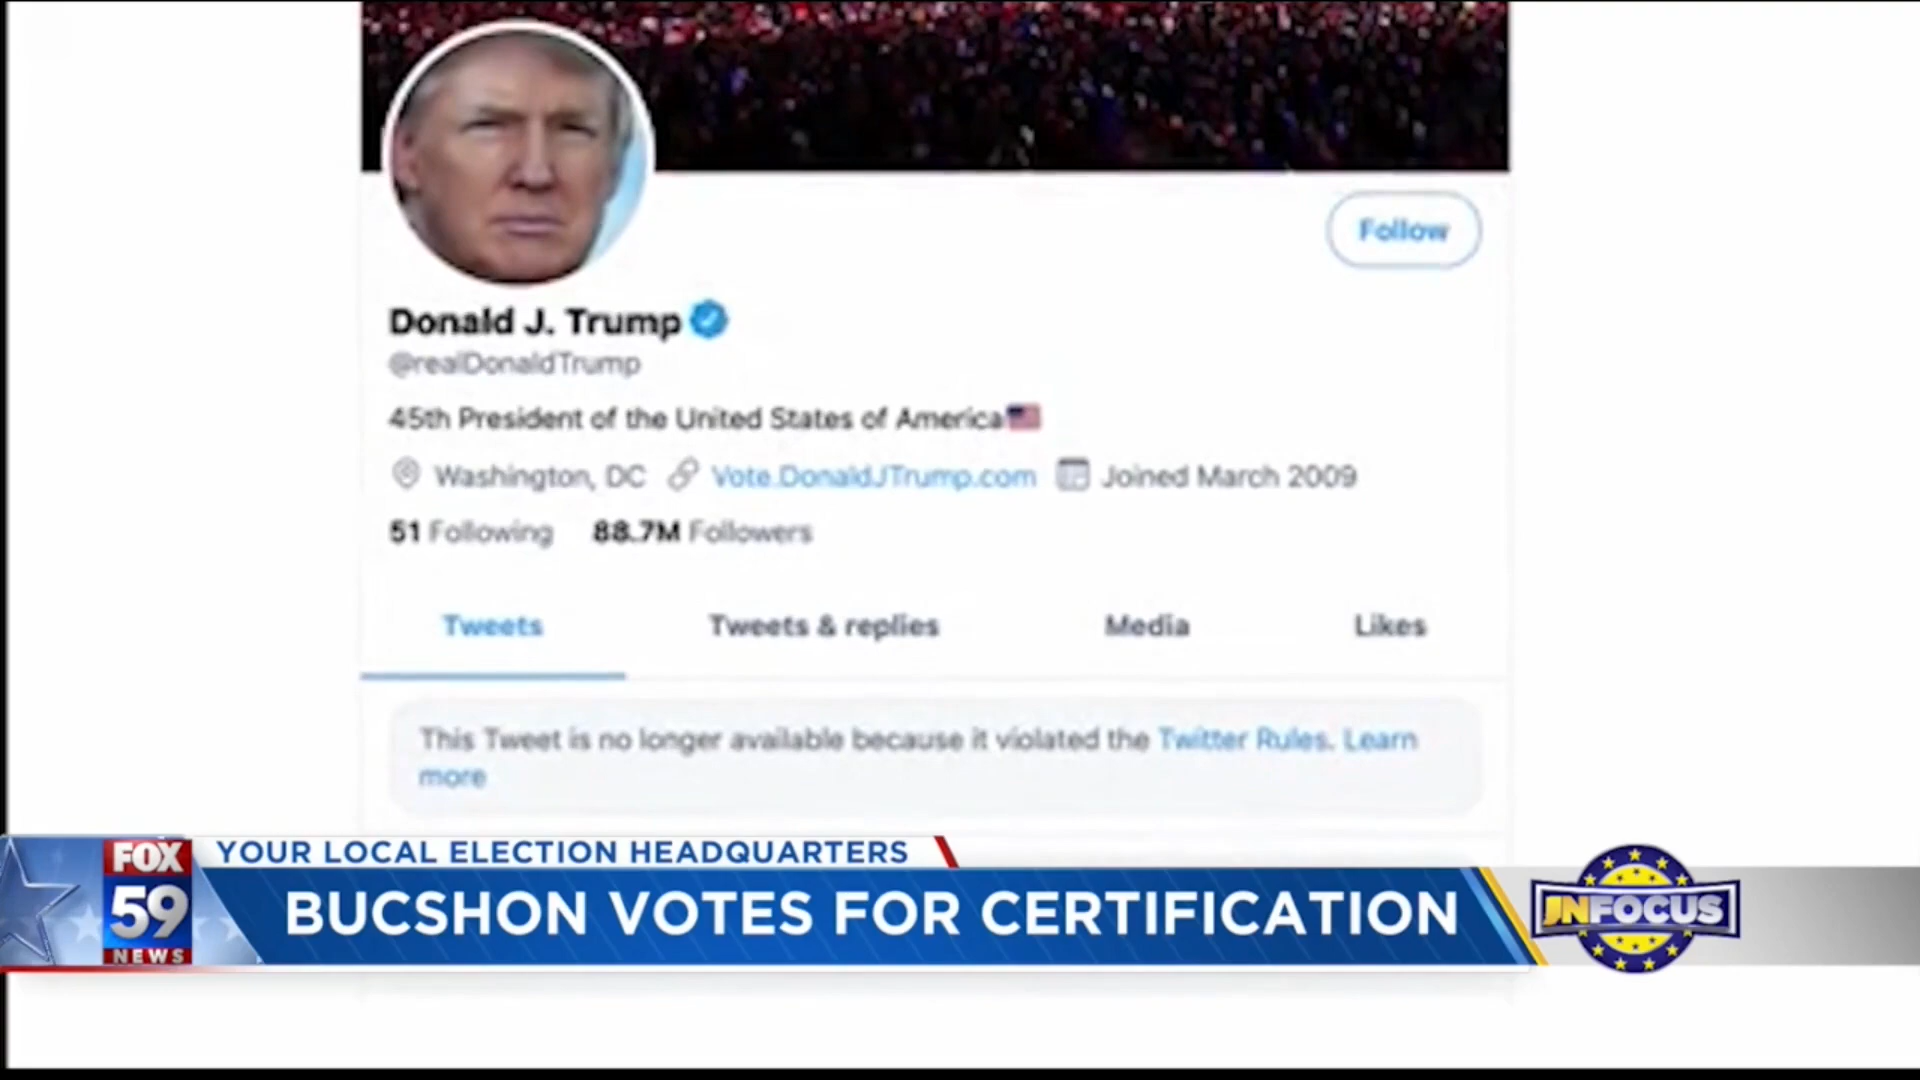 Follow
Donald J. Trump
@realDonaldTrump
45th President of the United States of America
Washington, DC Vote.DonaldJTrump.com Joined March 2009
51 Following 88.7M Followers
Tweets Tweets & replies Media Likes
This Tweet is no longer available because it violated the Twitter Rules. Learn
more
YOUR LOCAL ELECTION HEADQUARTERS
FOX
59
NEWS
BUCSHON VOTES FOR CERTIFICATION
INFOCUS